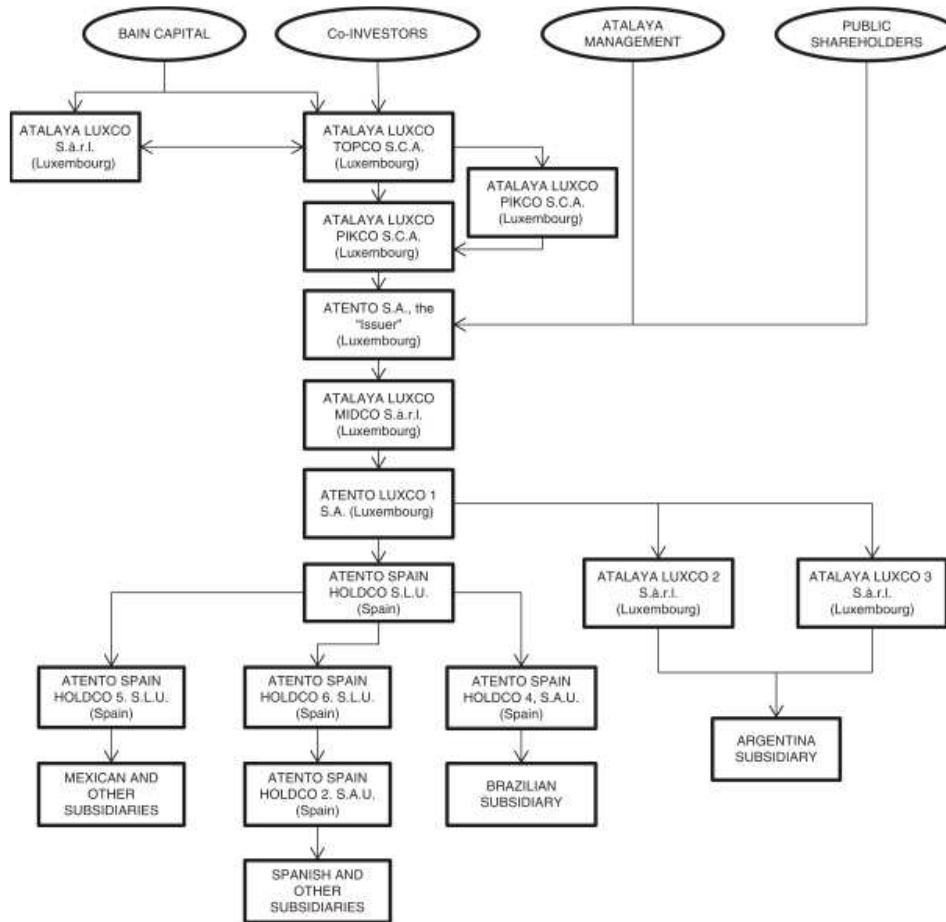 BAIN CAPITAL
Co-INVESTORS
ATALAYA
MANAGEMENT
PUBLIC
SHAREHOLDERS
ATALAYA LUXCO
S.à.r.l.
(Luxembourg)
ATALAYA LUXCO
TOPCO S.C.A.
(Luxembourg)
ATALAYA LUXCO
PIKCO S.C.A.
(Luxembourg)
ATALAYA LUXCO
PIKCO S.C.A.
(Luxembourg)
ATENTO S.A., the
"Issuer"
(Luxembourg)
ATALAYA LUXCO
MIDCO S.à.r.l.
(Luxembourg)
ATENTO LUXCO 1
S.A. (Luxembourg)
ATENTO SPAIN
HOLDCO S.L.U.
(Spain)
ATALAYA LUXCO 2
S.à.r.l.
(Luxembourg)
ATALAYA LUXCO 3
S.à.r.l.
(Luxembourg)
ATENTO SPAIN
HOLDCO 5. S.L.U.
(Spain)
ATENTO SPAIN
HOLDCO 6. S.L.U.
(Spain)
ATENTO SPAIN
HOLDCO 4, S.A.U.
(Spain)
ARGENTINA
SUBSIDIARY
MEXICAN AND
OTHER
SUBSIDIARIES
ATENTO SPAIN
HOLDCO 2. S.A.U.
(Spain)
BRAZILIAN
SUBSIDIARY
SPANISH AND
OTHER
SUBSIDIARIES